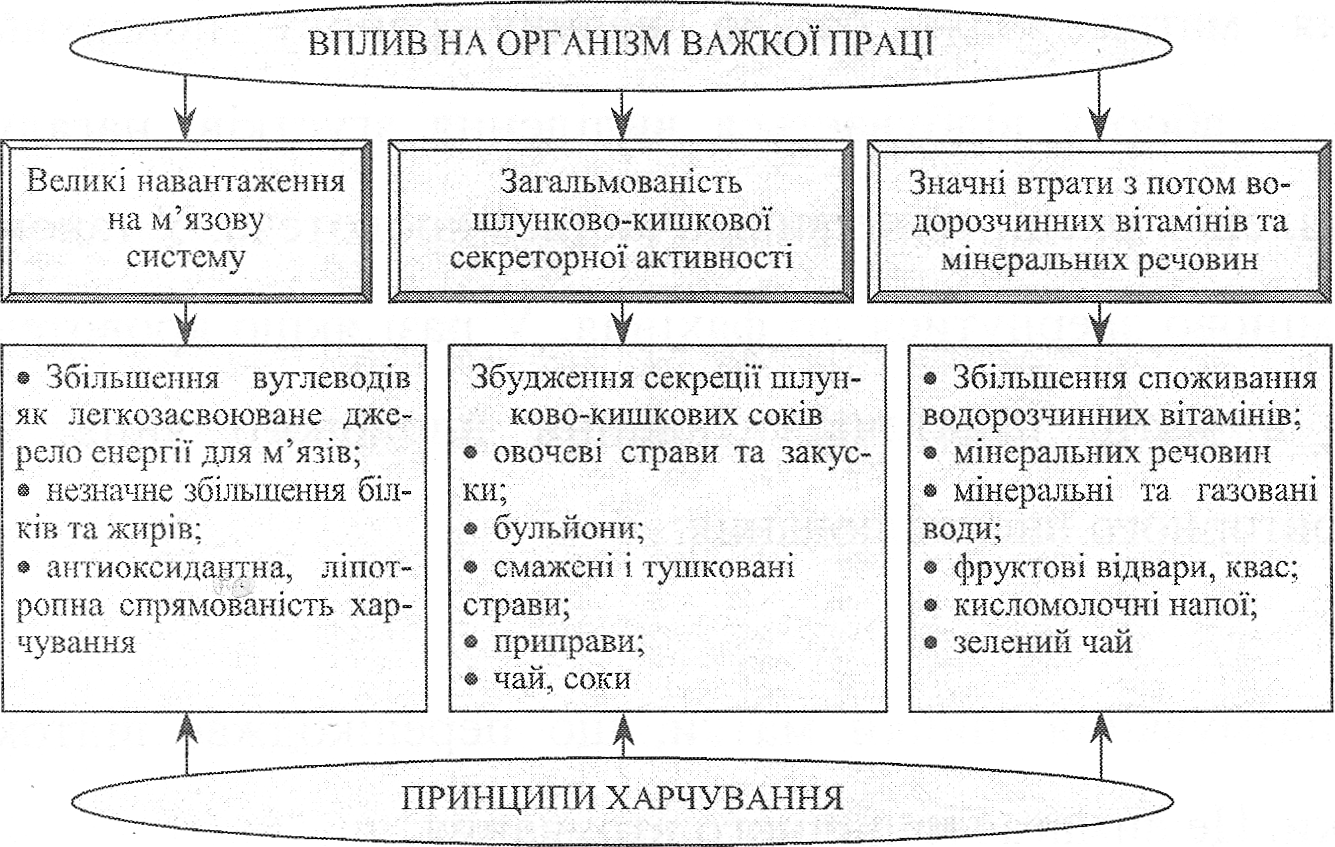 ВПЛИВ НА ОРГАНІЗМ ВАЖКОЇ ПРАЦІ
Великі навантаження
на м’язову
систему
Загальмованість
шлунково-кишкової
секреторної активності
Значні втрати з потом во-
дорозчинних вітамінів та
мінеральних речовин
• Збільшення вуглеводів
як легкозасвоюване дже-
рело енергії для м’язів;
• незначне збільшення біл-
ків та жирів;
• антиоксидантна, ліпот-
ропна спрямованість хар-
чування
Збудження секреції шлун-
ково-кишкових соків
• овочеві страви та закус-
ки;
• бульйони;
• смажені і тушковані
страви;
• приправи;
• чай, соки
• Збільшення споживання
водорозчинних вітамінів;
• мінеральних речовин
• мінеральні та газовані
води;
• фруктові відвари, квас;
• кисломолочні напої;
• зелений чай
ПРИНЦИПИ ХАРЧУВАННЯ